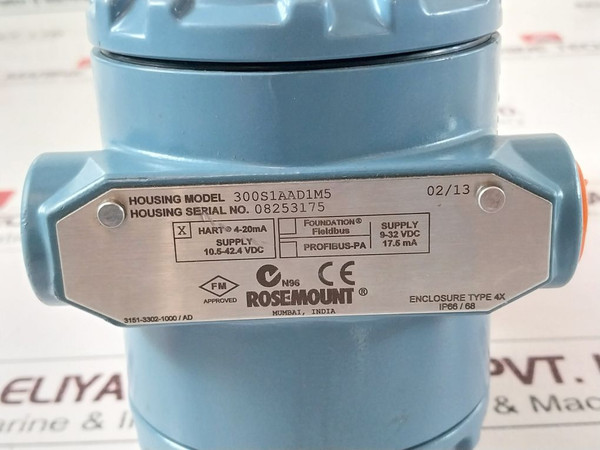 HOUSING MODEL 300S1AAD1M5 02/13
HOUSING SERIAL NO. 08253175
X HART® 4-20mA
SUPPLY
10.5-42.4 VDC
FOUNDATION®
Fieldbus
PROFIBUS-PA
SUPPLY
9-32 VDC
17.5 mA
FM
APPROVED
N96
CE
ROSEMOUNT®
MUMBAI, INDIA
ENCLOSURE TYPE 4X
IP66 / 68
3151-3302-1000 / AD
ELIYA
PVT.
& Ma